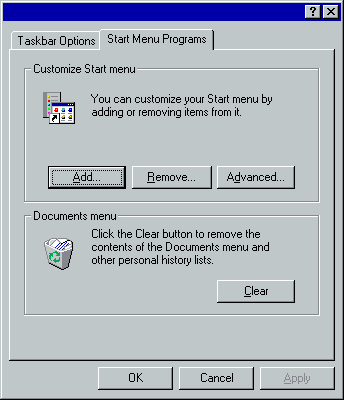 Taskbar Options
Start Menu Programs
Customize Start menu
You can customize your Start menu by
adding or removing items from it.
Add...
Remove...
Advanced...
Documents menu
Click the Clear button to remove the
contents of the Documents menu and
other personal history lists.
Clear
OK
Cancel
Apply